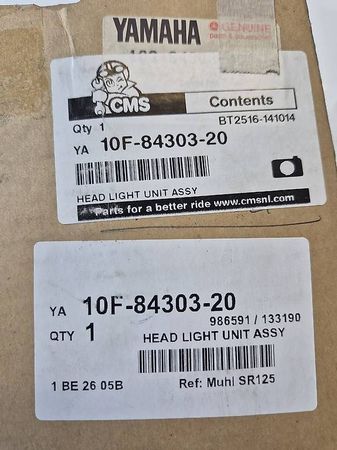 YAMAHA
GENUINE
CMS
Contents
Qty 1
BT2516-141014
YA 10F-84303-20
HEAD LIGHT UNIT ASSY
Parts for a better ride www.cmsnl.com
YA 10F-84303-20
986591 / 133190
QTY 1
HEAD LIGHT UNIT ASSY
1 BE 26 05B
Ref: Muhl SR125